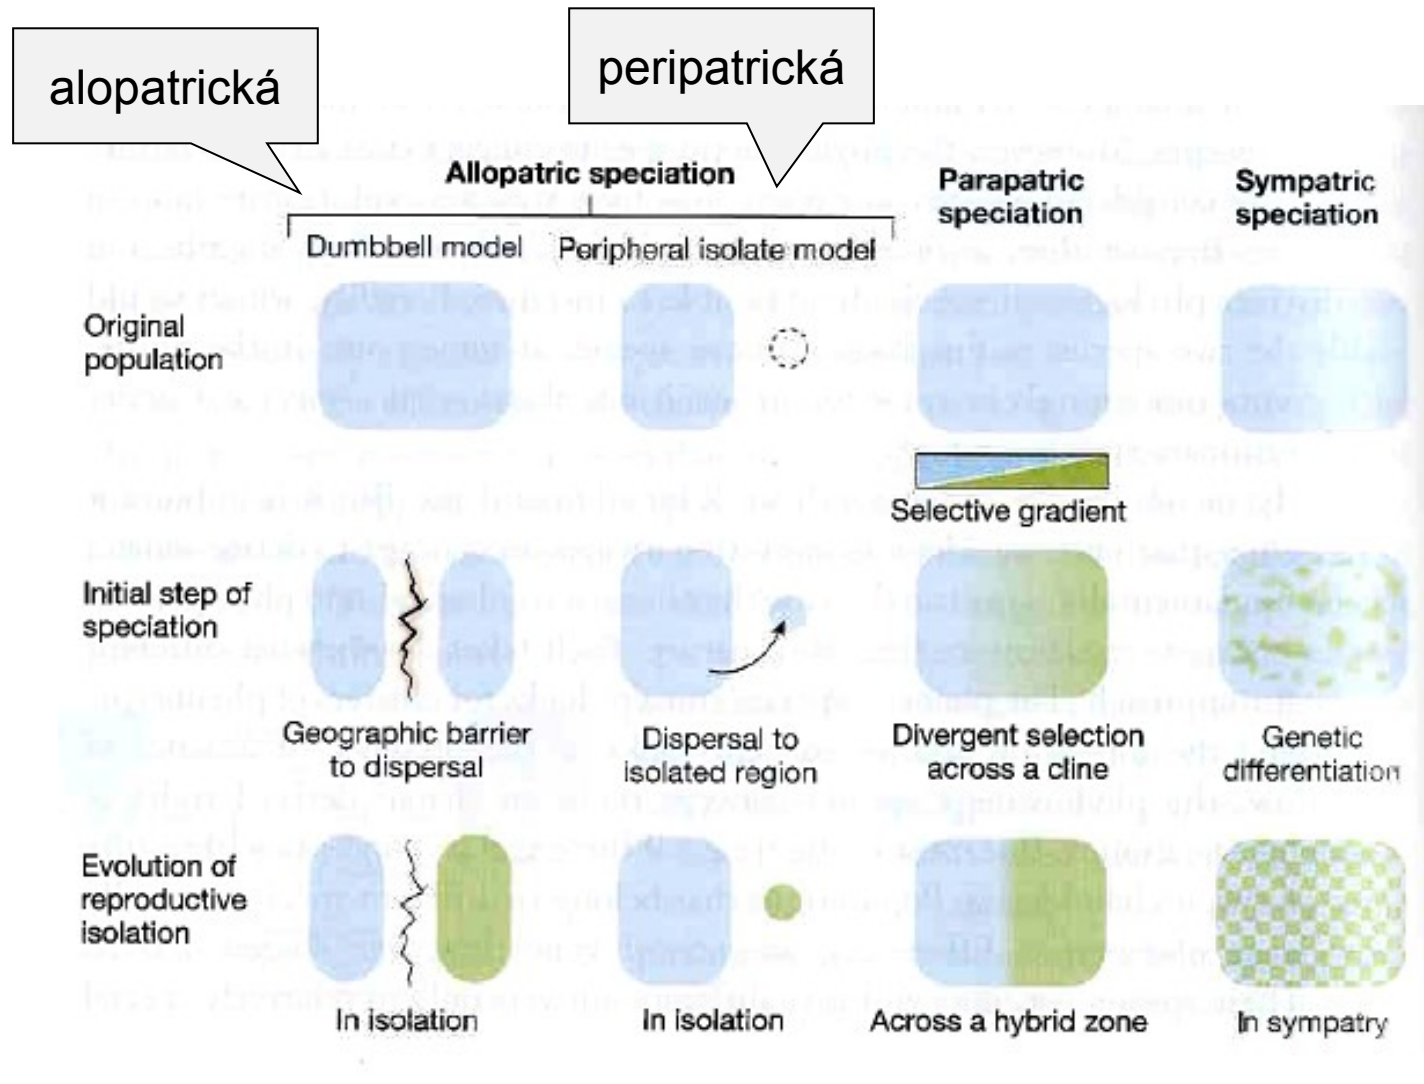 alopatrická
peripatrická
Allopatric speciation
Parapatric
speciation
Sympatric
speciation
Dumbbell model
Peripheral isolate model
Original
population
Selective gradient
Initial step of
speciation
Geographic barrier
to dispersal
Dispersal to
isolated region
Divergent selection
across a cline
Genetic
differentiation
Evolution of
reproductive
isolation
In isolation
In isolation
Across a hybrid zone
In sympatry